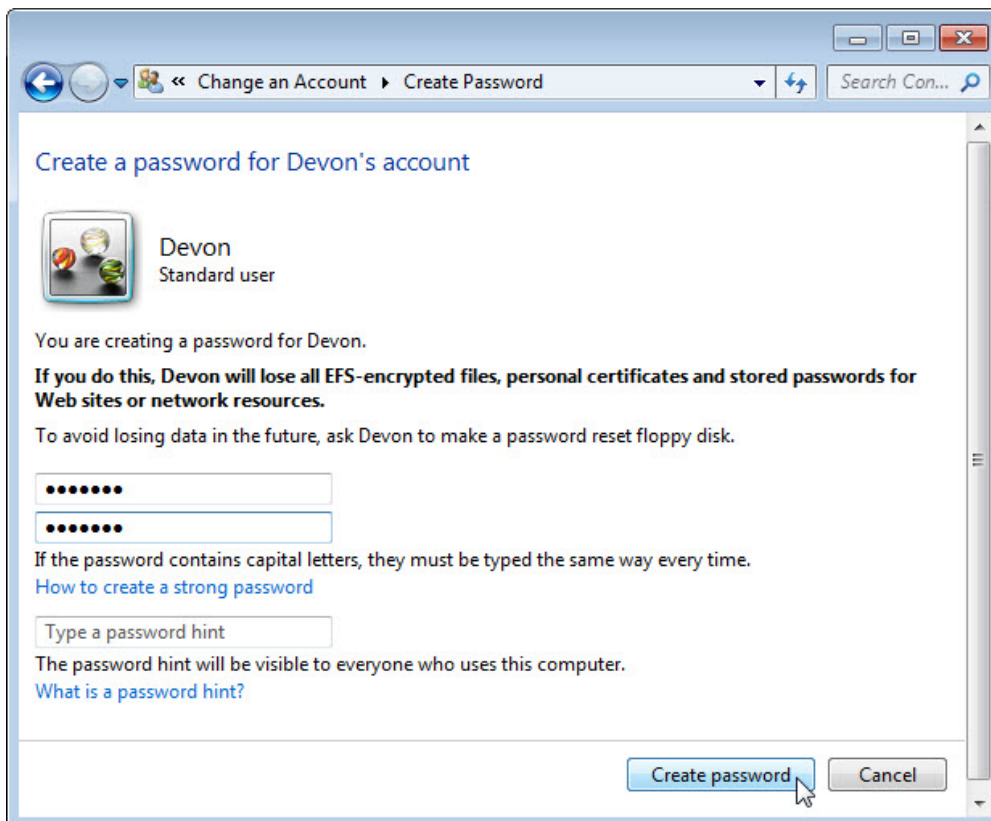 « Change an Account ▸ Create Password
Search Con...
Create a password for Devon's account
Devon
Standard user
You are creating a password for Devon.
If you do this, Devon will lose all EFS-encrypted files, personal certificates and stored passwords for
Web sites or network resources.
To avoid losing data in the future, ask Devon to make a password reset floppy disk.
●●●●●●●
●●●●●●●
If the password contains capital letters, they must be typed the same way every time.
How to create a strong password
Type a password hint
The password hint will be visible to everyone who uses this computer.
What is a password hint?
Create password
Cancel